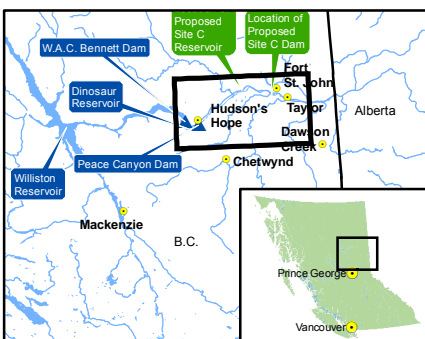 Proposed
Site C
Reservoir
Location of
Proposed
Site C Dam
W.A.C. Bennett Dam
Fort
St. John
Dinosaur
Reservoir
Taylor
Alberta
Hudson's
Hope
Dawson
Creek
Peace Canyon Dam
Chetwynd
Williston
Reservoir
Mackenzie
B.C.
Prince George
Vancouver